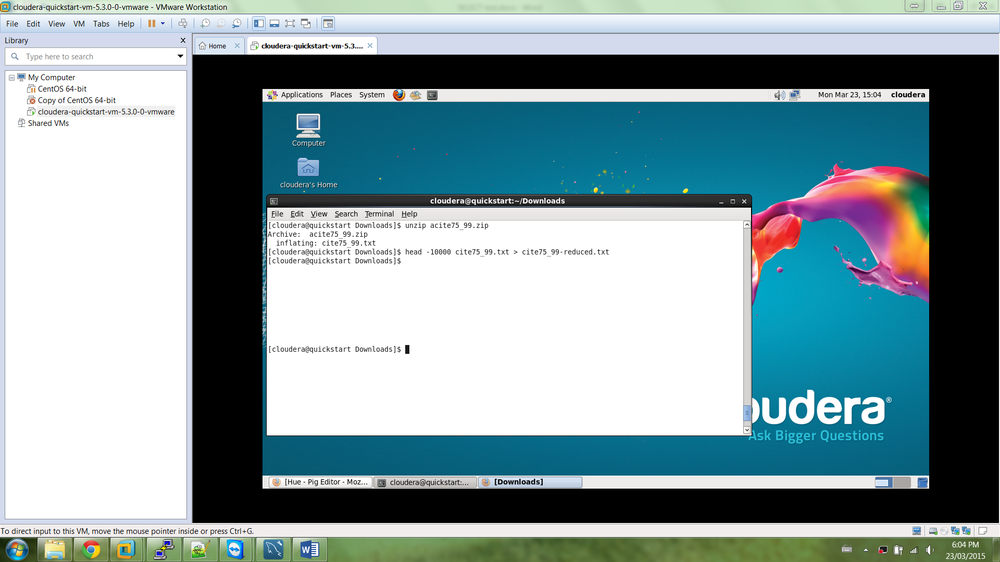 cloudera-quickstart-vm-5.3.0-0-vmware - VMware Workstation
File Edit View VM Tabs Help
Library
Type here to search
My Computer
CentOS 64-bit
Copy of CentOS 64-bit
cloudera-quickstart-vm-5.3.0-0-vmware
Shared VMs
Home
cloudera-quickstart-vm-5.3....
Applications Places System
Mon Mar 23, 15:04 cloudera
Computer
cloudera's Home
cloudera@quickstart:~/Downloads
File Edit View Search Terminal Help
[cloudera@quickstart Downloads]$ unzip acite75_99.zip
Archive:  acite75_99.zip
  inflating: cite75_99.txt
[cloudera@quickstart Downloads]$ head -10000 cite75_99.txt > cite75_99-reduced.txt
[cloudera@quickstart Downloads]$
[cloudera@quickstart Downloads]$
oudera®
Ask Bigger Questions
[Hue - Pig Editor - Moz...
cloudera@quickstart:...
[Downloads]
To direct input to this VM, move the mouse pointer inside or press Ctrl+G.
6:04 PM
23/03/2015